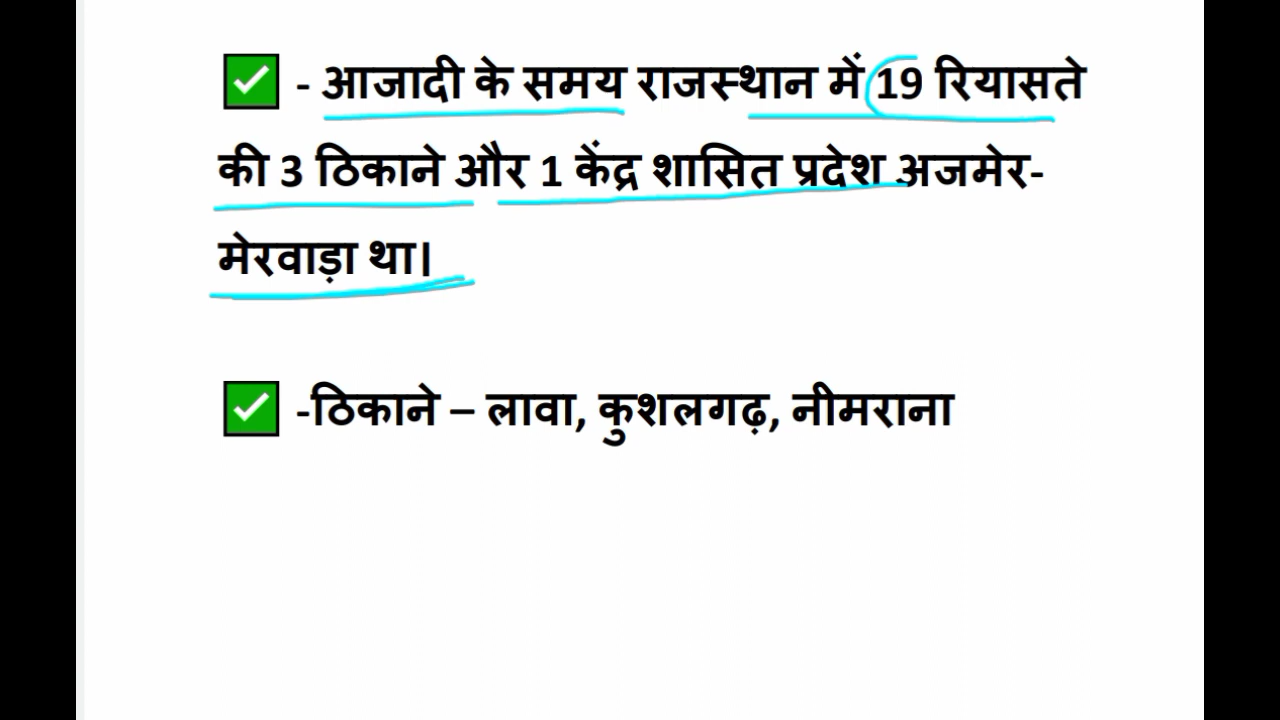 ✅ - आजादी के समय राजस्थान में 19 रियासते
की 3 ठिकाने और 1 केंद्र शासित प्रदेश अजमेर-
मेरवाड़ा था।
✅ -ठिकाने – लावा, कुशलगढ़, नीमराना